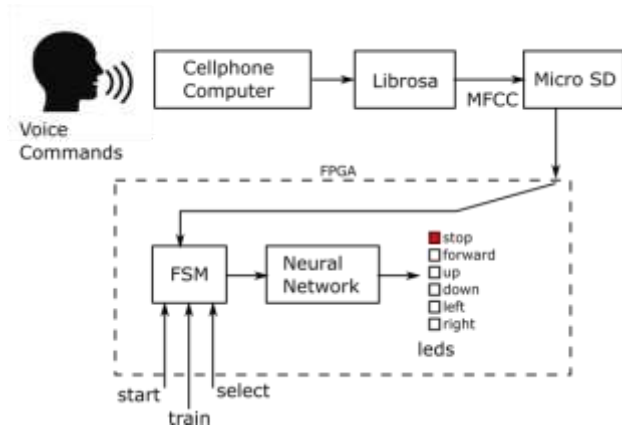 Voice
Commands
Cellphone
Computer
Librosa
MFCC
Micro SD
FPGA
FSM
Neural
Network
stop
forward
up
down
left
right
leds
start
train
select